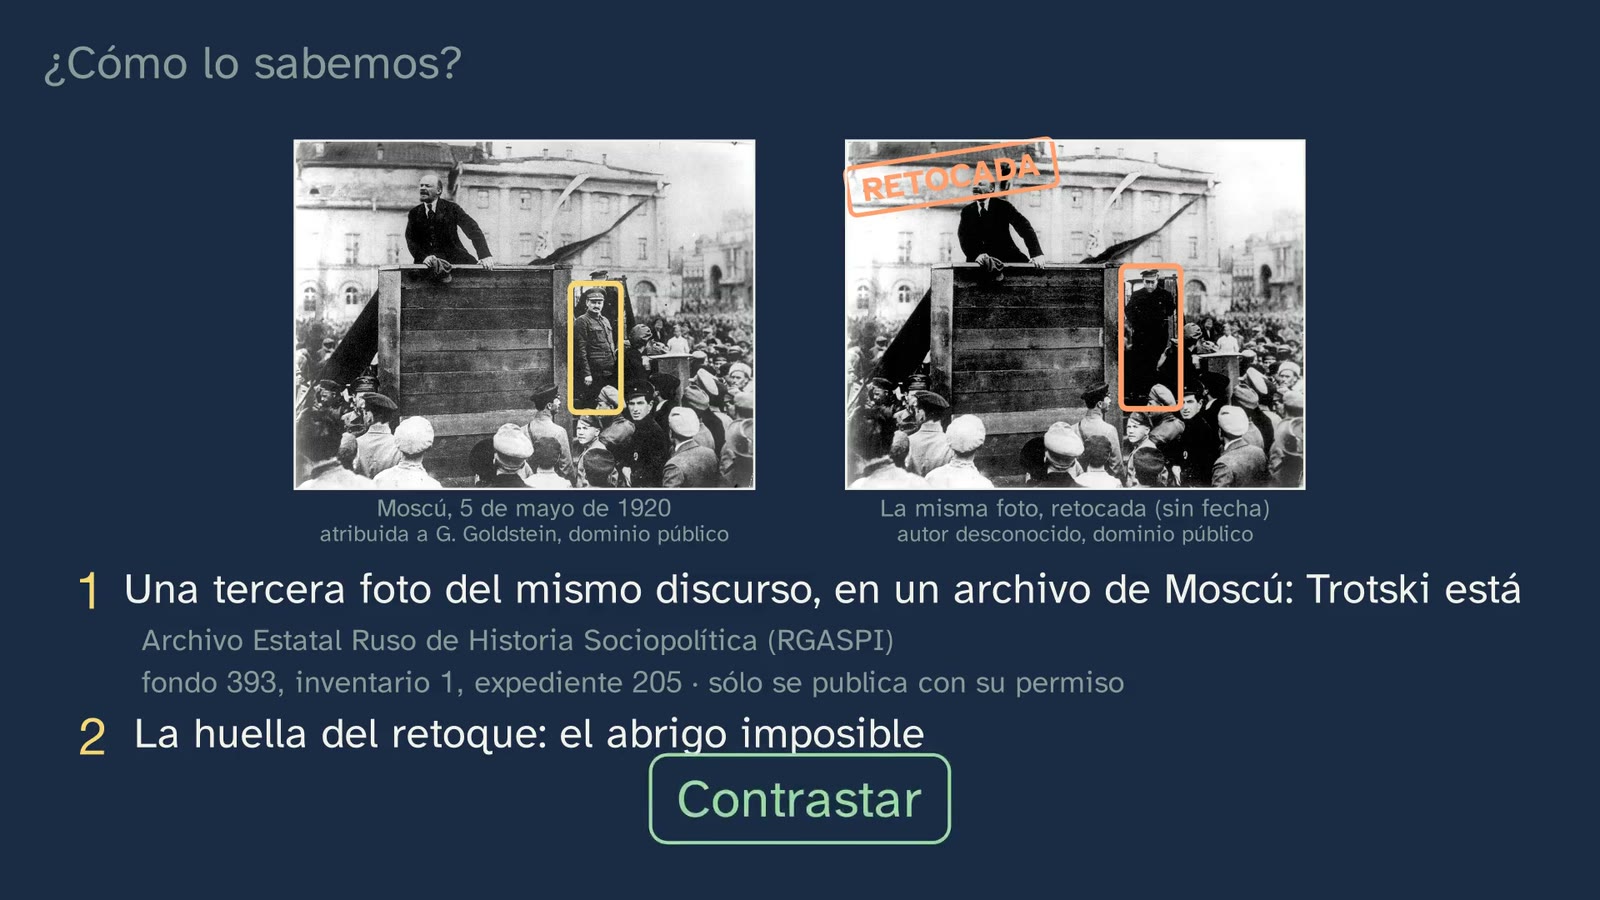 ¿Cómo lo sabemos?
RETOCADA
Moscú, 5 de mayo de 1920
atribuida a G. Goldstein, dominio público
La misma foto, retocada (sin fecha)
autor desconocido, dominio público
1 Una tercera foto del mismo discurso, en un archivo de Moscú: Trotski está
Archivo Estatal Ruso de Historia Sociopolítica (RGASPI)
fondo 393, inventario 1, expediente 205 · sólo se publica con su permiso
2 La huella del retoque: el abrigo imposible
Contrastar